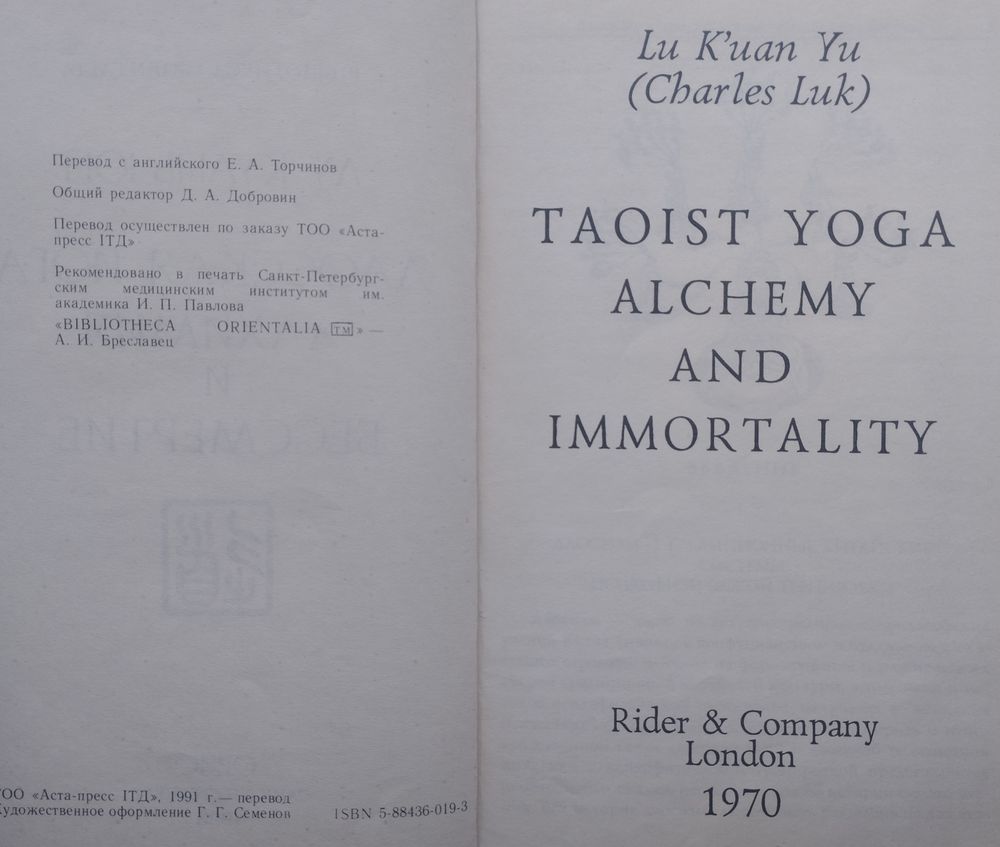 Перевод с английского Е. А. Торчинов
Общий редактор Д. А. Добровин
Перевод осуществлен по заказу ТОО «Аста-
пресс ITД»
Рекомендовано в печать Санкт-Петербург-
ским медицинским институтом им.
академика И. П. Павлова
«BIBLIOTHECA ORIENTALIA TM» —
А. И. Бреславец
ТОО «Аста-пресс ITД», 1991 г.— перевод
Художественное оформление Г. Г. Семенов
ISBN 5-88436-019-3
Lu K'uan Yu
(Charles Luk)
TAOIST YOGA
ALCHEMY
AND
IMMORTALITY
Rider & Company
London
1970